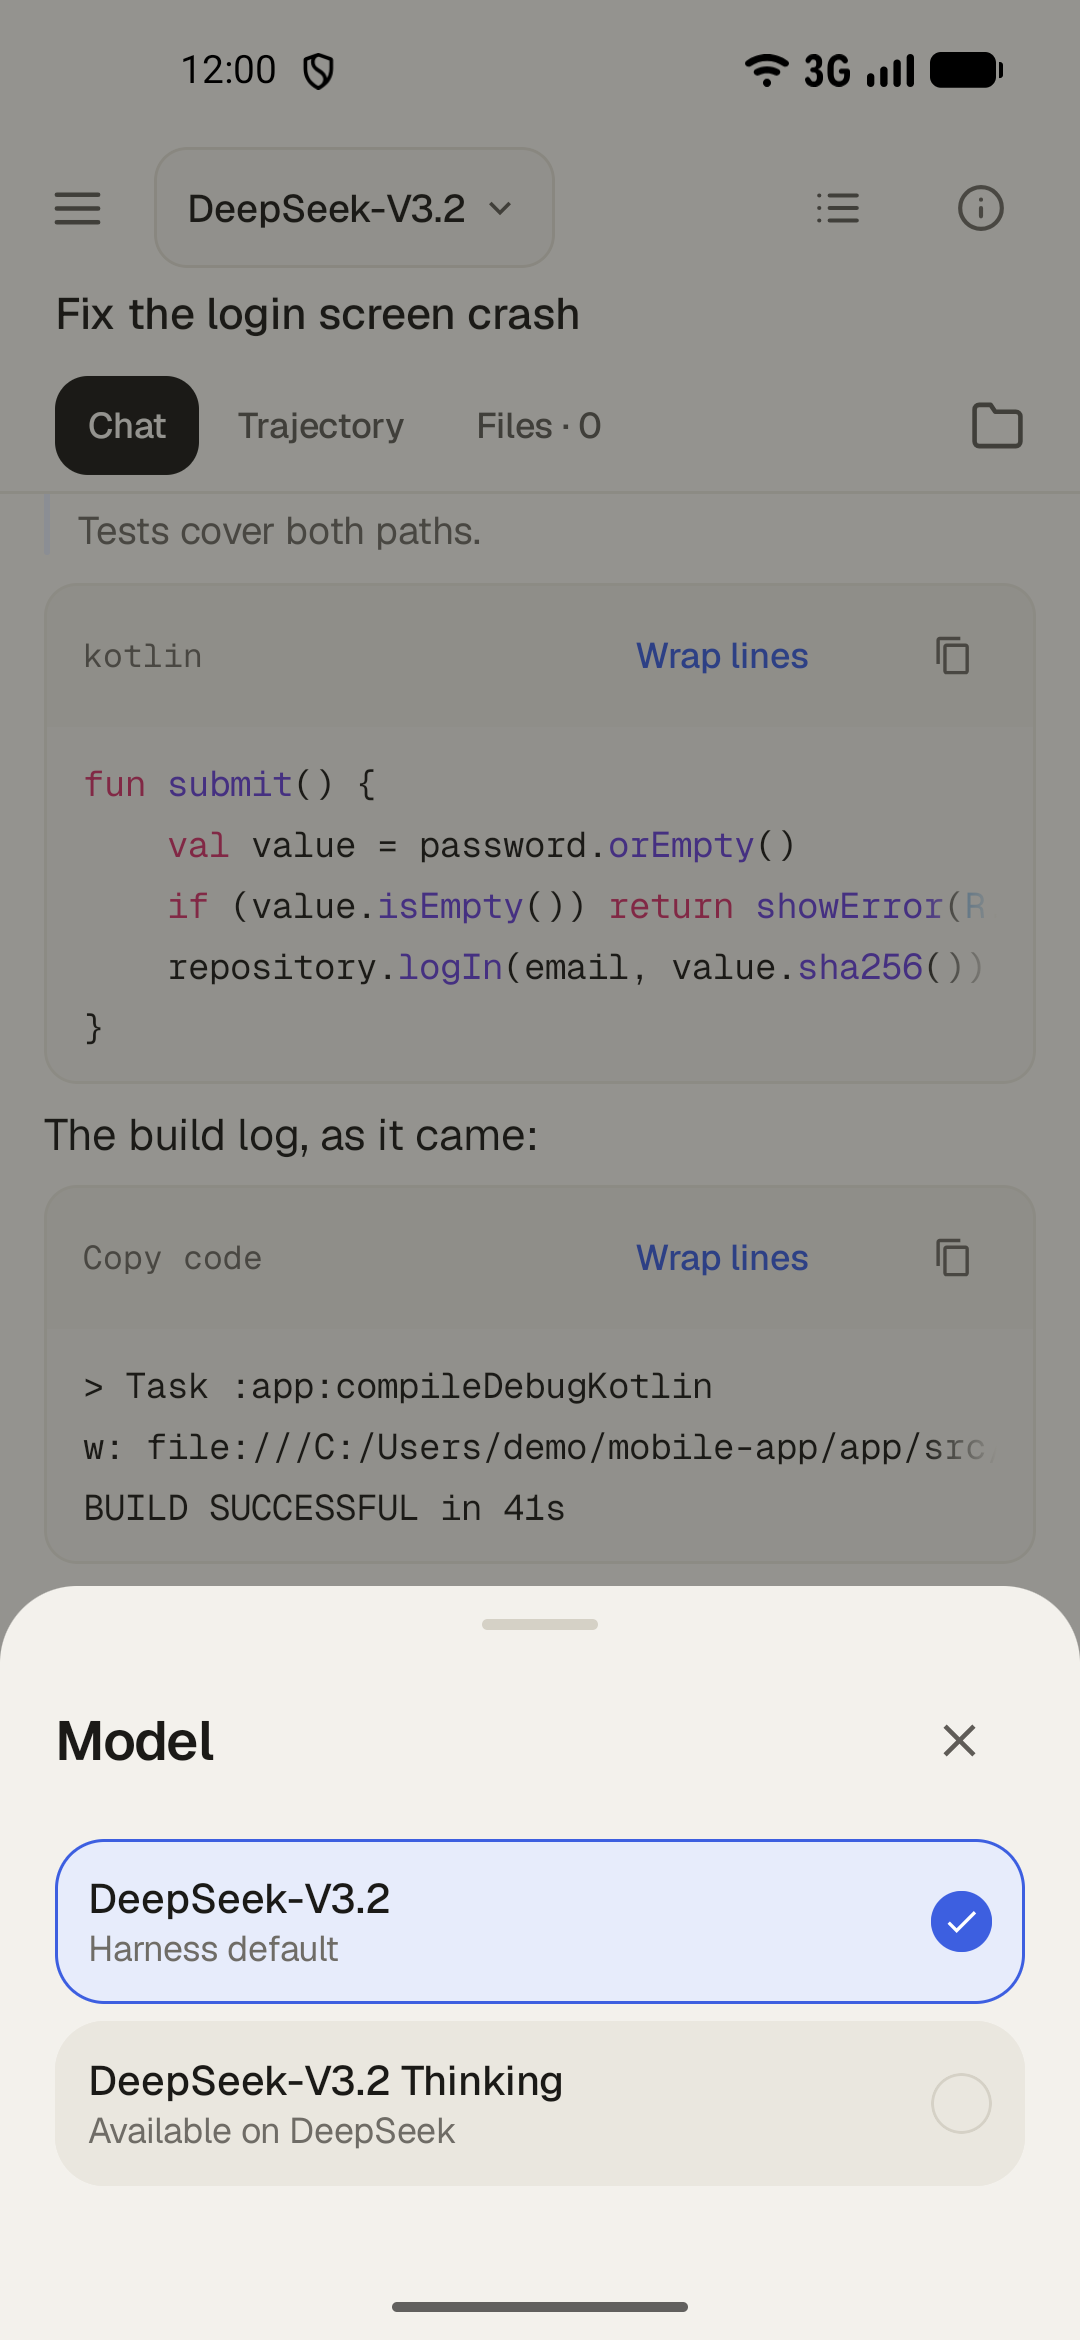 12:00
3G
DeepSeek-V3.2
Fix the login screen crash
Chat
Trajectory
Files · 0
Tests cover both paths.
kotlin
Wrap lines
fun submit() {
    val value = password.orEmpty()
    if (value.isEmpty()) return showError(R
    repository.logIn(email, value.sha256())
}
The build log, as it came:
Copy code
Wrap lines
> Task :app:compileDebugKotlin
w: file:///C:/Users/demo/mobile-app/app/src/
BUILD SUCCESSFUL in 41s
Model
DeepSeek-V3.2
Harness default
DeepSeek-V3.2 Thinking
Available on DeepSeek